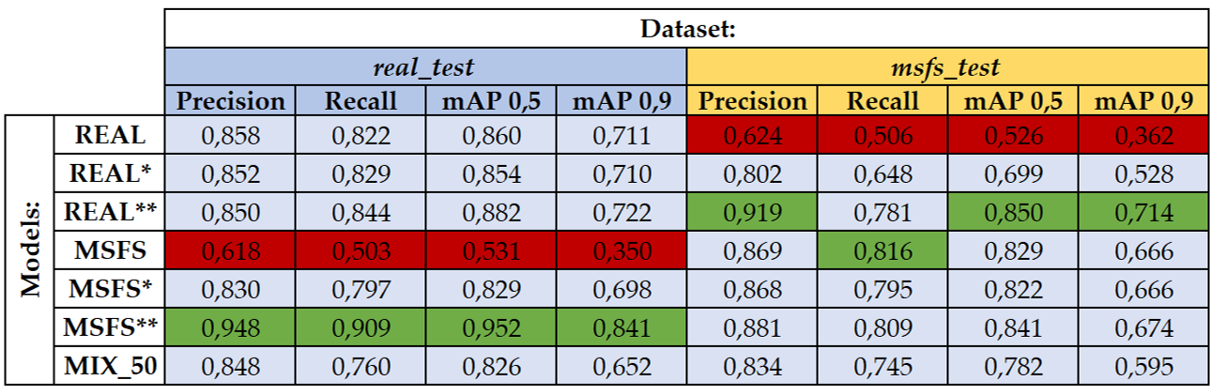 Dataset:
real_test msfs_test
Precision Recall mAP 0,5 mAP 0,9 Precision Recall mAP 0,5 mAP 0,9
Models:
REAL 0,858 0,822 0,860 0,711 0,624 0,506 0,526 0,362
REAL* 0,852 0,829 0,854 0,710 0,802 0,648 0,699 0,528
REAL** 0,850 0,844 0,882 0,722 0,919 0,781 0,850 0,714
MSFS 0,618 0,503 0,531 0,350 0,869 0,816 0,829 0,666
MSFS* 0,830 0,797 0,829 0,698 0,868 0,795 0,822 0,666
MSFS** 0,948 0,909 0,952 0,841 0,881 0,809 0,841 0,674
MIX_50 0,848 0,760 0,826 0,652 0,834 0,745 0,782 0,595